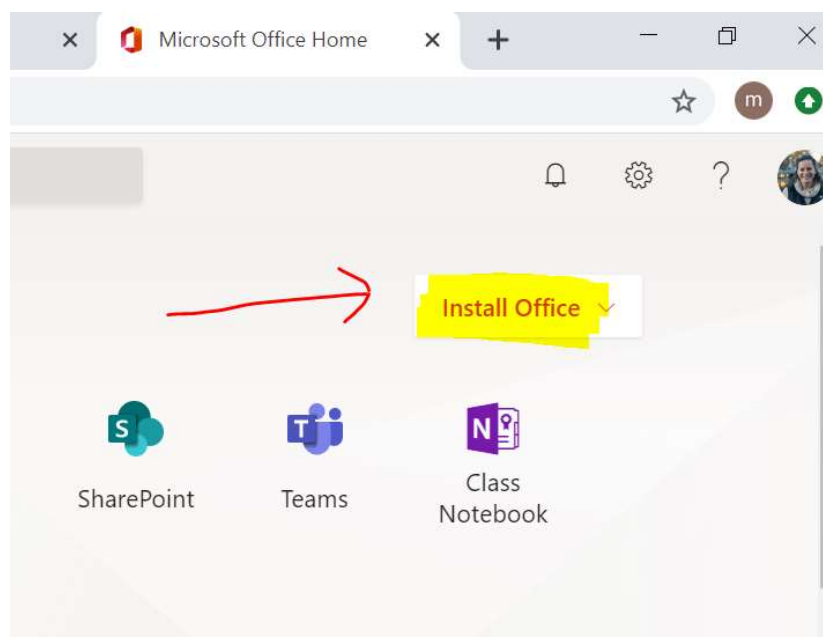 Microsoft Office Home
m
?
Install Office
S
T
N
SharePoint
Teams
Class
Notebook